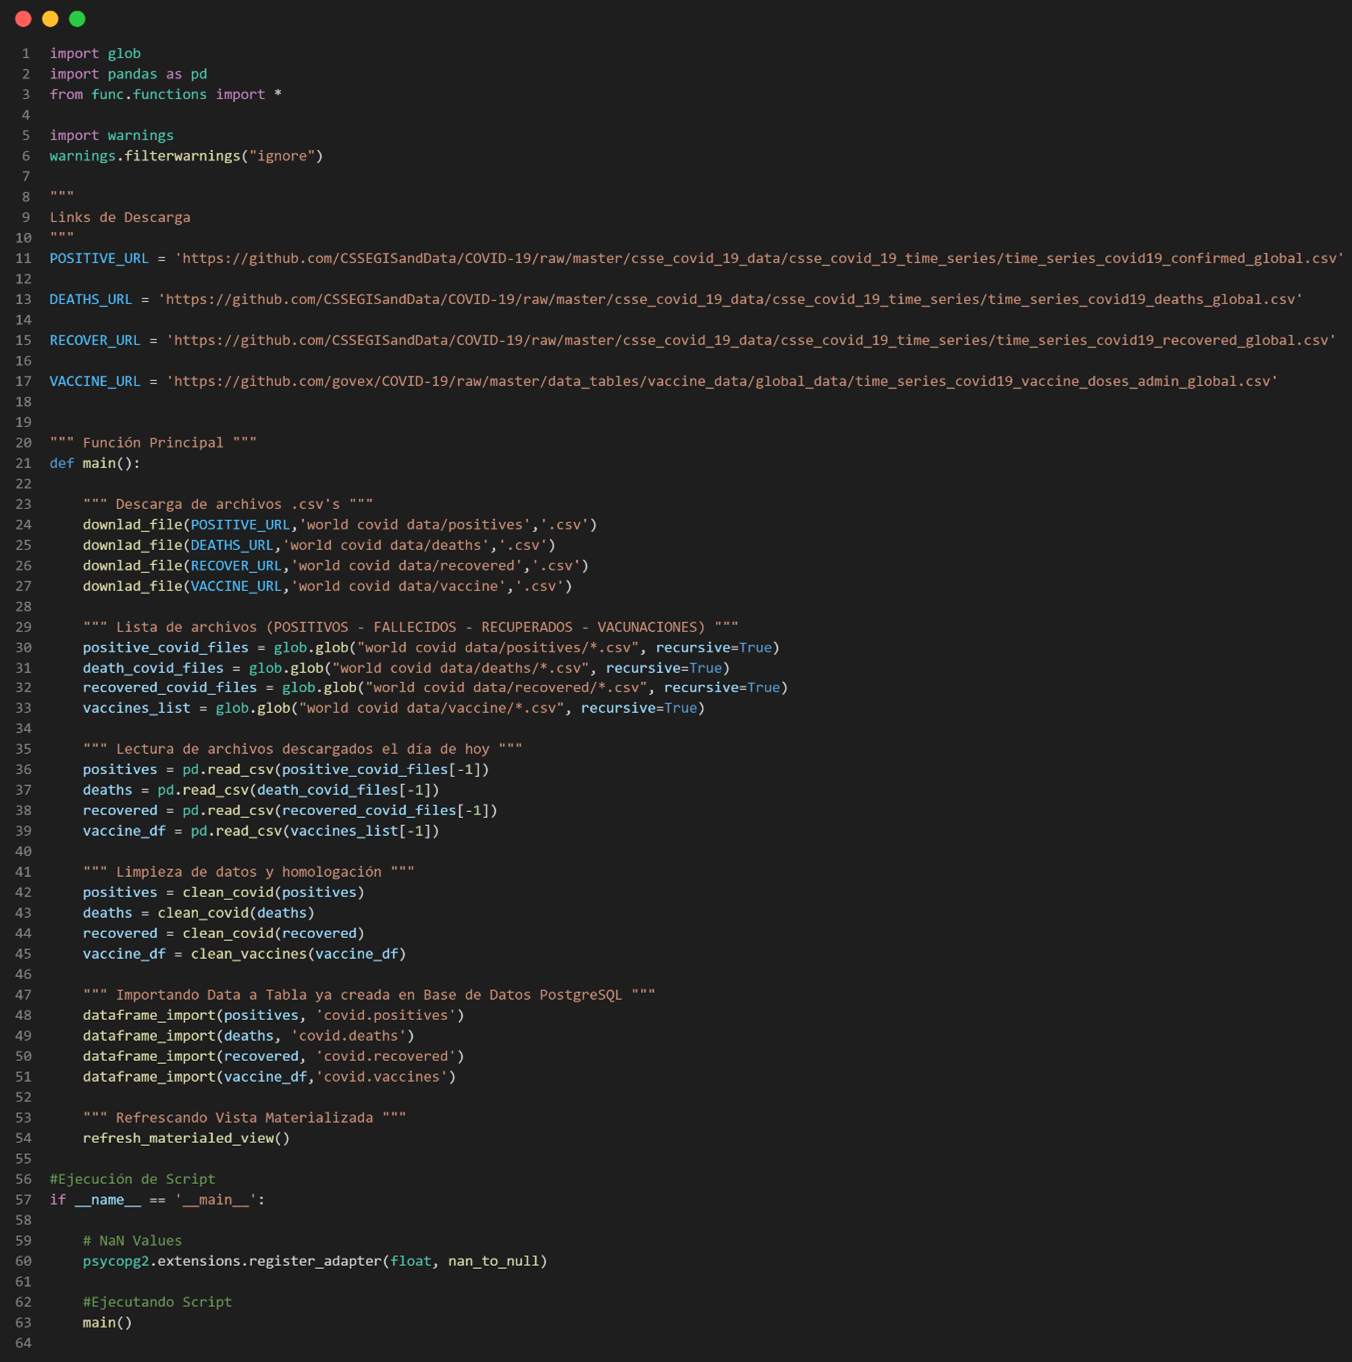 1 import glob
2 import pandas as pd
3 from func.functions import *
4
5 import warnings
6 warnings.filterwarnings("ignore")
7
8 """
9 Links de Descarga
10 """
11 POSITIVE_URL = 'https://github.com/CSSEGISandData/COVID-19/raw/master/csse_covid_19_data/csse_covid_19_time_series/time_series_covid19_confirmed_global.csv'
12
13 DEATHS_URL = 'https://github.com/CSSEGISandData/COVID-19/raw/master/csse_covid_19_data/csse_covid_19_time_series/time_series_covid19_deaths_global.csv'
14
15 RECOVER_URL = 'https://github.com/CSSEGISandData/COVID-19/raw/master/csse_covid_19_data/csse_covid_19_time_series/time_series_covid19_recovered_global.csv'
16
17 VACCINE_URL = 'https://github.com/govex/COVID-19/raw/master/data_tables/vaccine_data/global_data/time_series_covid19_vaccine_doses_admin_global.csv'
18
19
20 """ Función Principal """
21 def main():
22
23     """ Descarga de archivos .csv's """
24     downlad_file(POSITIVE_URL,'world covid data/positives','.csv')
25     downlad_file(DEATHS_URL,'world covid data/deaths','.csv')
26     downlad_file(RECOVER_URL,'world covid data/recovered','.csv')
27     downlad_file(VACCINE_URL,'world covid data/vaccine','.csv')
28
29     """ Lista de archivos (POSITIVOS - FALLECIDOS - RECUPERADOS - VACUNACIONES) """
30     positive_covid_files = glob.glob("world covid data/positives/*.csv", recursive=True)
31     death_covid_files = glob.glob("world covid data/deaths/*.csv", recursive=True)
32     recovered_covid_files = glob.glob("world covid data/recovered/*.csv", recursive=True)
33     vaccines_list = glob.glob("world covid data/vaccine/*.csv", recursive=True)
34
35     """ Lectura de archivos descargados el día de hoy """
36     positives = pd.read_csv(positive_covid_files[-1])
37     deaths = pd.read_csv(death_covid_files[-1])
38     recovered = pd.read_csv(recovered_covid_files[-1])
39     vaccine_df = pd.read_csv(vaccines_list[-1])
40
41     """ Limpieza de datos y homologación """
42     positives = clean_covid(positives)
43     deaths = clean_covid(deaths)
44     recovered = clean_covid(recovered)
45     vaccine_df = clean_vaccines(vaccine_df)
46
47     """ Importando Data a Tabla ya creada en Base de Datos PostgreSQL """
48     dataframe_import(positives, 'covid.positives')
49     dataframe_import(deaths, 'covid.deaths')
50     dataframe_import(recovered, 'covid.recovered')
51     dataframe_import(vaccine_df,'covid.vaccines')
52
53     """ Refrescando Vista Materializada """
54     refresh_materialed_view()
55
56 #Ejecución de Script
57 if __name__ == '__main__':
58
59     # NaN Values
60     psycopg2.extensions.register_adapter(float, nan_to_null)
61
62     #Ejecutando Script
63     main()
64